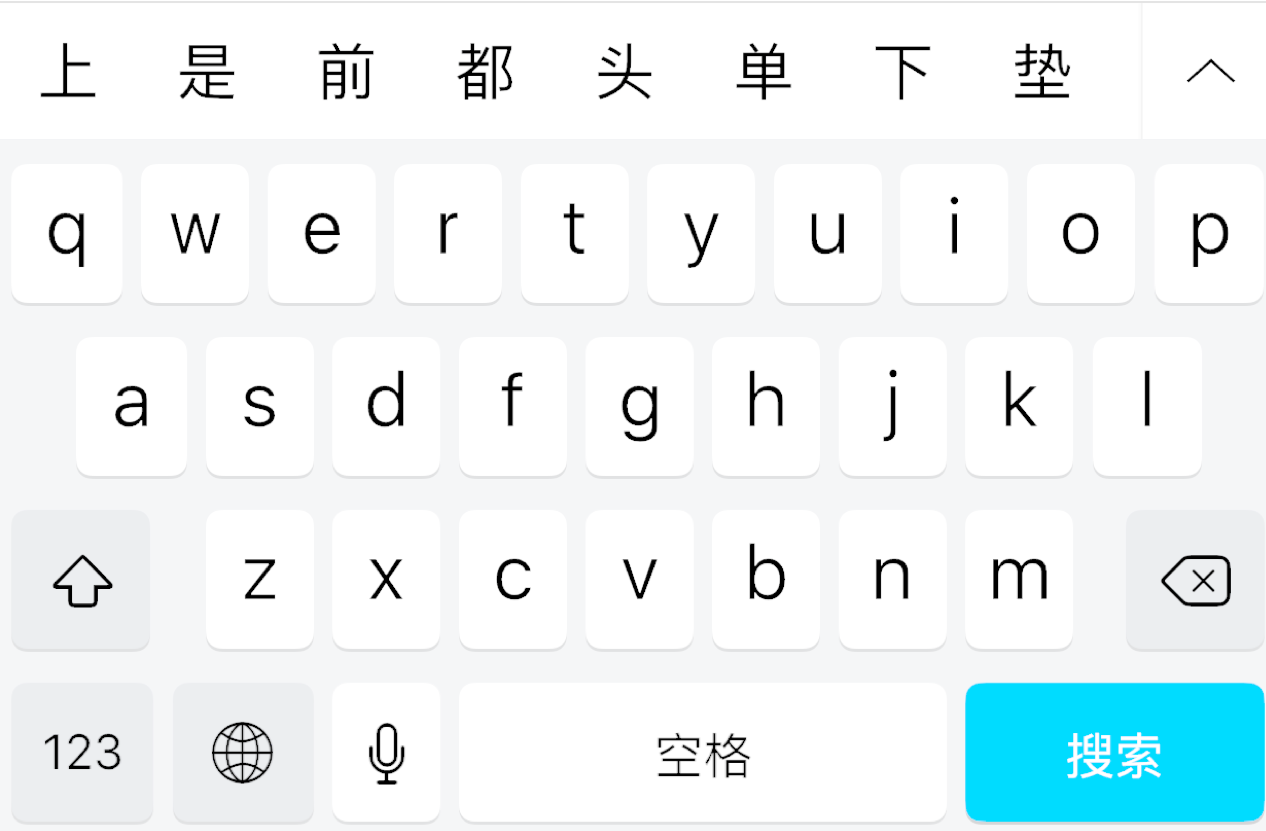 上 是 前 都 头 单 下 垫
q w e r t y u i o p
a s d f g h j k l
z x c v b n m
123 空格 搜索